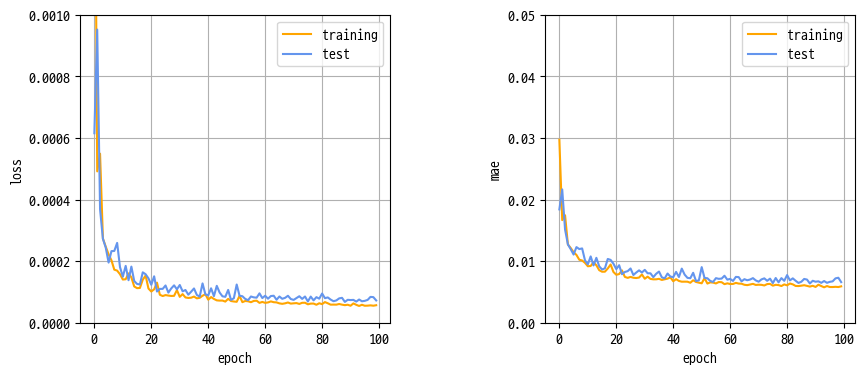 0.0010
0.0008
0.0006
0.0004
0.0002
0.0000
loss
0 20 40 60 80 100
epoch
training
test
0.05
0.04
0.03
0.02
0.01
0.00
mae
0 20 40 60 80 100
epoch
training
test